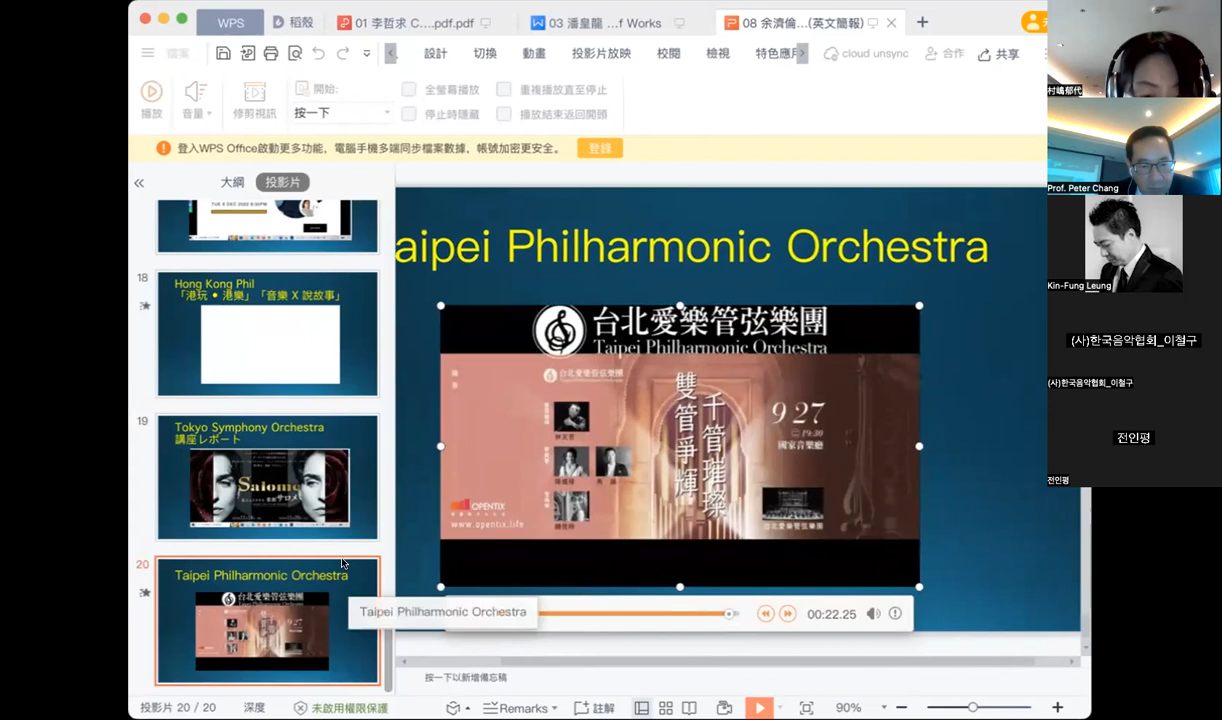 WPS
稻殼
01 李哲求 C....pdf.pdf
03 潘皇龍 ...f Works
08 余濟倫...(英文簡報)
檔案
設計
切換
動畫
投影片放映
校閱
檢視
特色應用
cloud unsync
合作
共享
播放
音量
修剪視訊
開始:
按一下
全螢幕播放
重複播放直至停止
停止時隱藏
播放結束返回開頭
登入WPS Office啟動更多功能，電腦手機多端同步檔案數據，帳號加密更安全。
登錄
大綱
投影片
18
Hong Kong Phil
「港玩 • 港樂」「音樂 X 說故事」
19
Tokyo Symphony Orchestra
講座レポート
Salome
20
Taipei Philharmonic Orchestra
Taipei Philharmonic Orchestra
aipei Philharmonic Orchestra
台北愛樂管弦樂團
Taipei Philharmonic Orchestra
台北愛樂管弦樂團
雙管爭輝
千管璀璨
9 27
19:30
國家音樂廳
OPENTIX
www.opentix.life
台北愛樂管弦樂團
00:22.25
按一下以新增備忘稿
投影片 20 / 20
深度
未啟用權限保護
Remarks
註解
90%
村嶋郁代
Prof. Peter Chang
Kin-Fung Leung
(사)한국음악협회_이철구
(사)한국음악협회_이철구
전인평
전인평